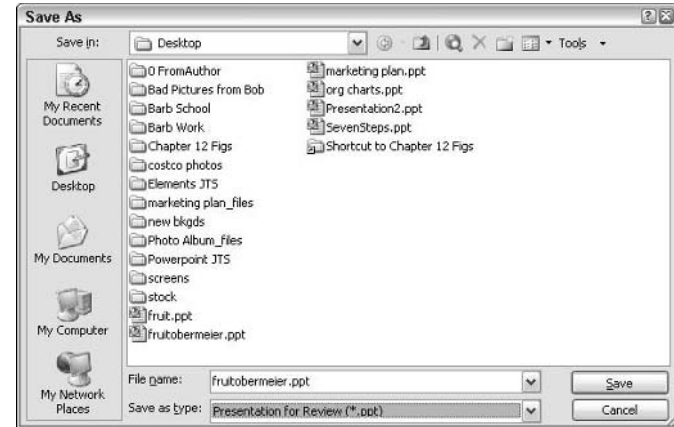 Save As
Save in:
Desktop
Tools
My Recent
Documents
Desktop
My Documents
My Computer
My Network
Places
0 FromAuthor
Bad Pictures from Bob
Barb School
Barb Work
Chapter 12 Figs
costco photos
Elements JTS
marketing plan_files
new bkgds
Photo Album_files
Powerpoint JTS
screens
stock
fruit.ppt
fruitobermeier.ppt
marketing plan.ppt
org charts.ppt
Presentation2.ppt
SevenSteps.ppt
Shortcut to Chapter 12 Figs
File name:
fruitobermeier.ppt
Save
Save as type:
Presentation for Review (*.ppt)
Cancel